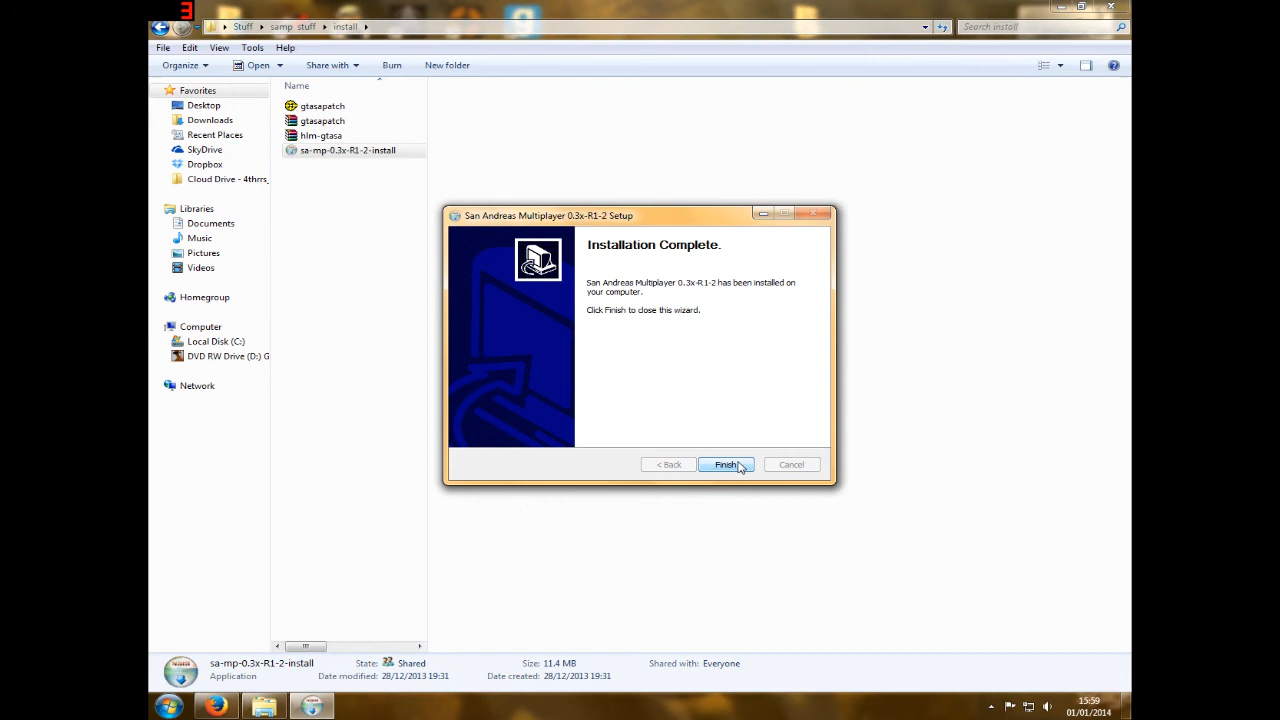 3
Stuff
samp stuff
install
Search install
File
Edit
View
Tools
Help
Organize
Open
Share with
Burn
New folder
Favorites
Desktop
Downloads
Recent Places
SkyDrive
Dropbox
Cloud Drive - 4thrrs_
Libraries
Documents
Music
Pictures
Videos
Homegroup
Computer
Local Disk (C:)
DVD RW Drive (D:) G
Network
Name
gtasapatch
gtasapatch
hlm-gtasa
sa-mp-0.3x-R1-2-install
San Andreas Multiplayer 0.3x-R1-2 Setup
Installation Complete.
San Andreas Multiplayer 0.3x-R1-2 has been installed on
your computer.
Click Finish to close this wizard.
< Back
Finish
Cancel
sa-mp-0.3x-R1-2-install
State: Shared
Size: 11.4 MB
Shared with: Everyone
Application
Date modified: 28/12/2013 19:31
Date created: 28/12/2013 19:31
15:59
01/01/2014